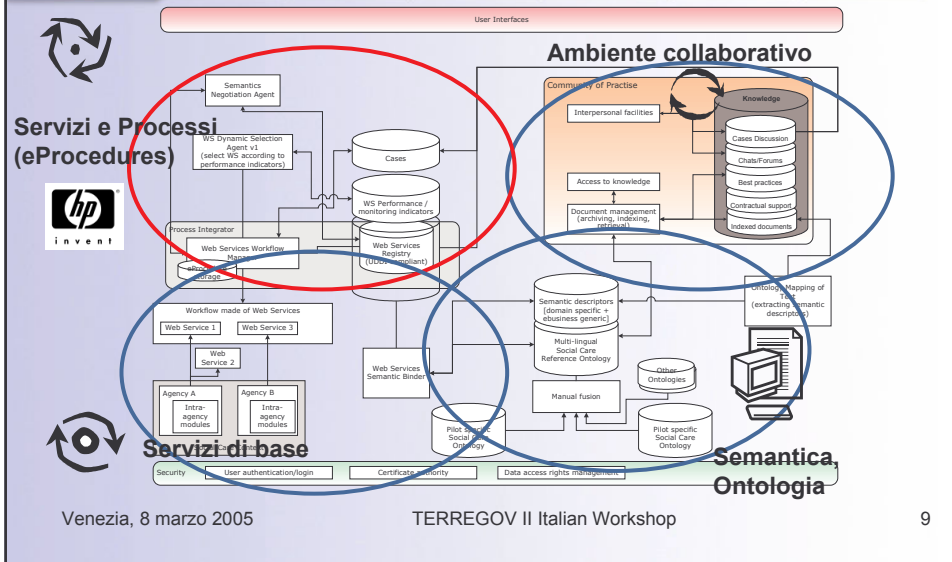 User Interfaces
Ambiente collaborativo
Servizi e Processi
(eProcedures)
hp
invent
Semantics
Negotiation Agent
WS Dynamic Selection
Agent v1
(select WS according to
performance indicators)
Cases
WS Performance /
monitoring indicators
Process Integrator
Web Services Workflow
Manager
Web Services
Registry
(UDDI compliant)
Community of Practise
Interpersonal facilities
Knowledge
Cases Discussion
Chats/Forums
Best practices
Contractual support
Indexed documents
Access to knowledge
Document management
(archiving, indexing,
retrieval)
Workflow made of Web Services
Web Service 1
Web Service 3
Web
Service 2
Agency A
Intra-
agency
modules
Agency B
Intra-
agency
modules
Web Services
Semantic Binder
Semantic descriptors
(domain specific +
ebusiness generic)
Multi-lingual
Social Care
Reference Ontology
Ontology Mapping of
Text
(extracting semantic
descriptors)
Other
Ontologies
Manual fusion
Pilot specific
Social Care
Ontology
Pilot specific
Social Care
Ontology
Servizi di base
Semantica,
Ontologia
Security
User authentication/login
Certificate authority
Data access rights management
Venezia, 8 marzo 2005
TERREGOV II Italian Workshop
9